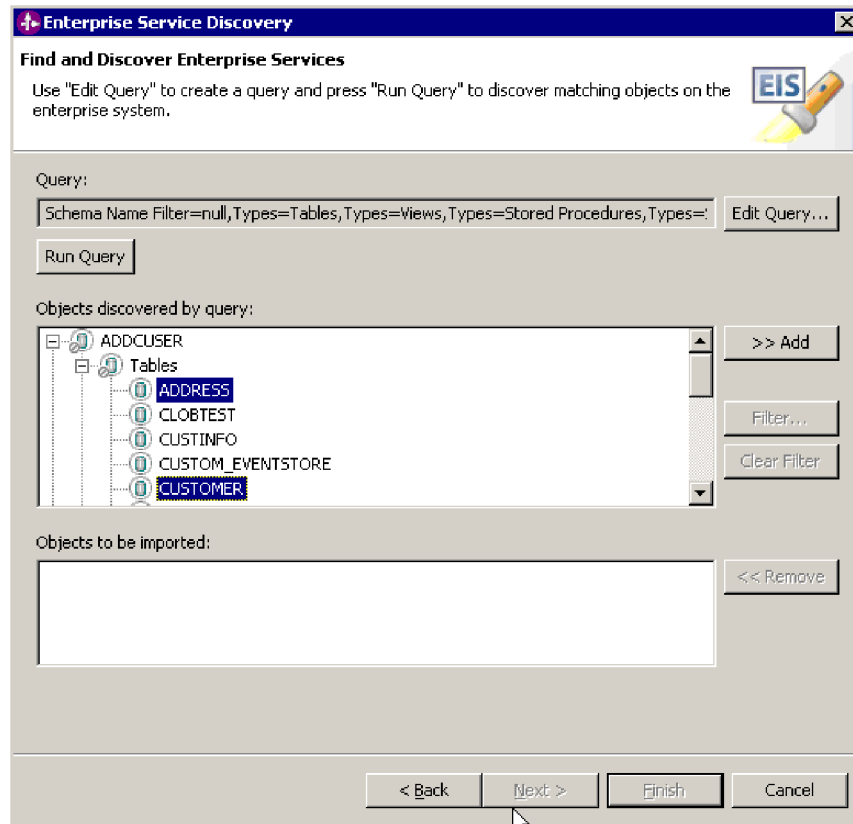 Enterprise Service Discovery
Find and Discover Enterprise Services
Use "Edit Query" to create a query and press "Run Query" to discover matching objects on the
enterprise system.
EIS
Query:
Schema Name Filter=null,Types=Tables,Types=Views,Types=Stored Procedures,Types=
Edit Query...
Run Query
Objects discovered by query:
ADDCUSER
>> Add
Tables
ADDRESS
CLOBTEST
Filter...
CUSTINFO
CUSTOM_EVENTSTORE
Clear Filter
CUSTOMER
Objects to be imported:
<< Remove
< Back
Next >
Finish
Cancel